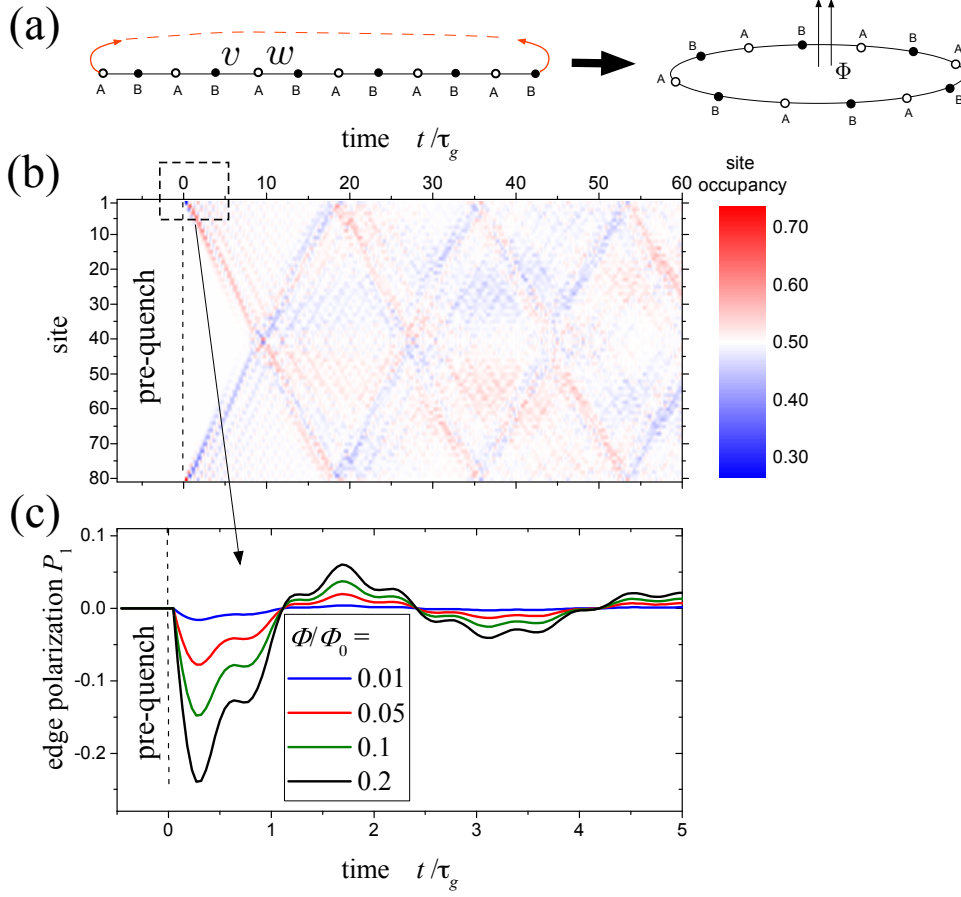 (a)
v w
A B A B A B A B A B A B
A B A B A B A B A B A B
Φ
time t/τg
(b)
0 10 20 30 40 50 60
site
1
10
20
30
40
50
60
70
80
pre-quench
site
occupancy
0.70
0.60
0.50
0.40
0.30
(c)
edge polarization P1
0.1
0.0
-0.1
-0.2
pre-quench
Φ/Φ0 =
0.01
0.05
0.1
0.2
0 1 2 3 4 5
time t/τg